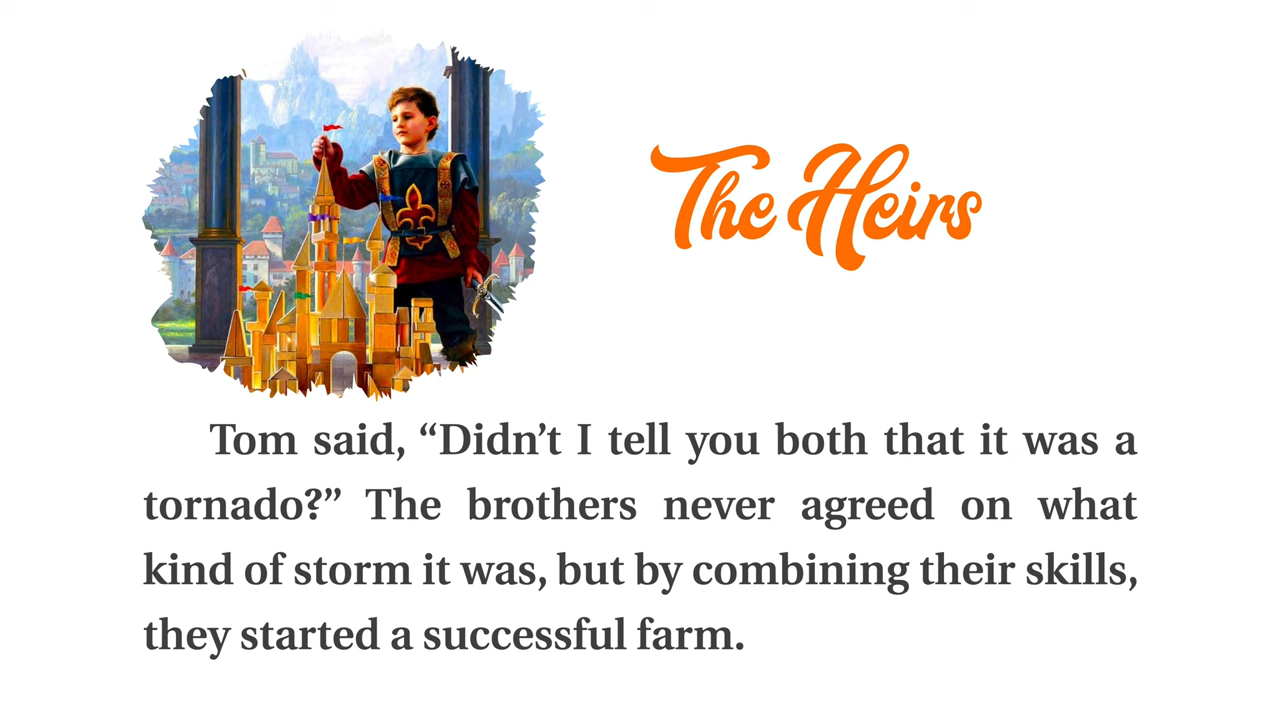 The Heirs
Tom said, “Didn’t I tell you both that it was a
tornado?” The brothers never agreed on what
kind of storm it was, but by combining their skills,
they started a successful farm.